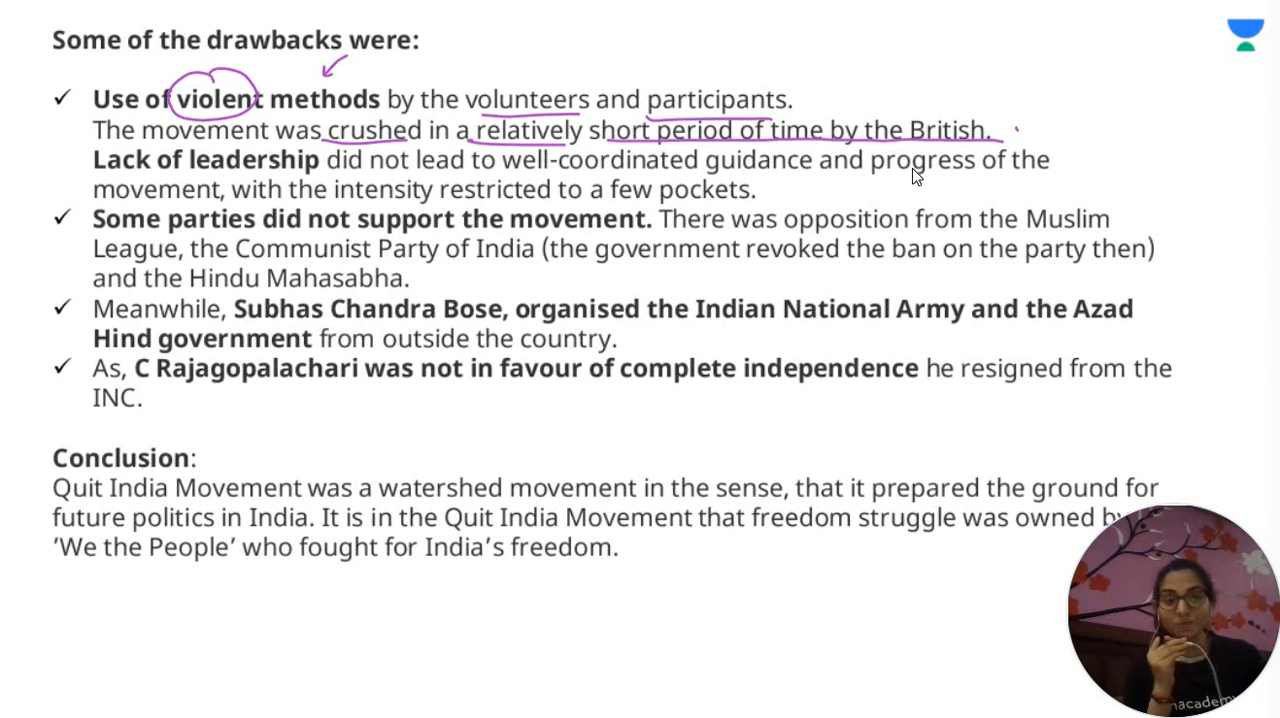 Some of the drawbacks were:
✓ Use of violent methods by the volunteers and participants.
The movement was crushed in a relatively short period of time by the British.
Lack of leadership did not lead to well-coordinated guidance and progress of the
movement, with the intensity restricted to a few pockets.
✓ Some parties did not support the movement. There was opposition from the Muslim
League, the Communist Party of India (the government revoked the ban on the party then)
and the Hindu Mahasabha.
✓ Meanwhile, Subhas Chandra Bose, organised the Indian National Army and the Azad
Hind government from outside the country.
✓ As, C Rajagopalachari was not in favour of complete independence he resigned from the
INC.
Conclusion:
Quit India Movement was a watershed movement in the sense, that it prepared the ground for
future politics in India. It is in the Quit India Movement that freedom struggle was owned
‘We the People’ who fought for India’s freedom.